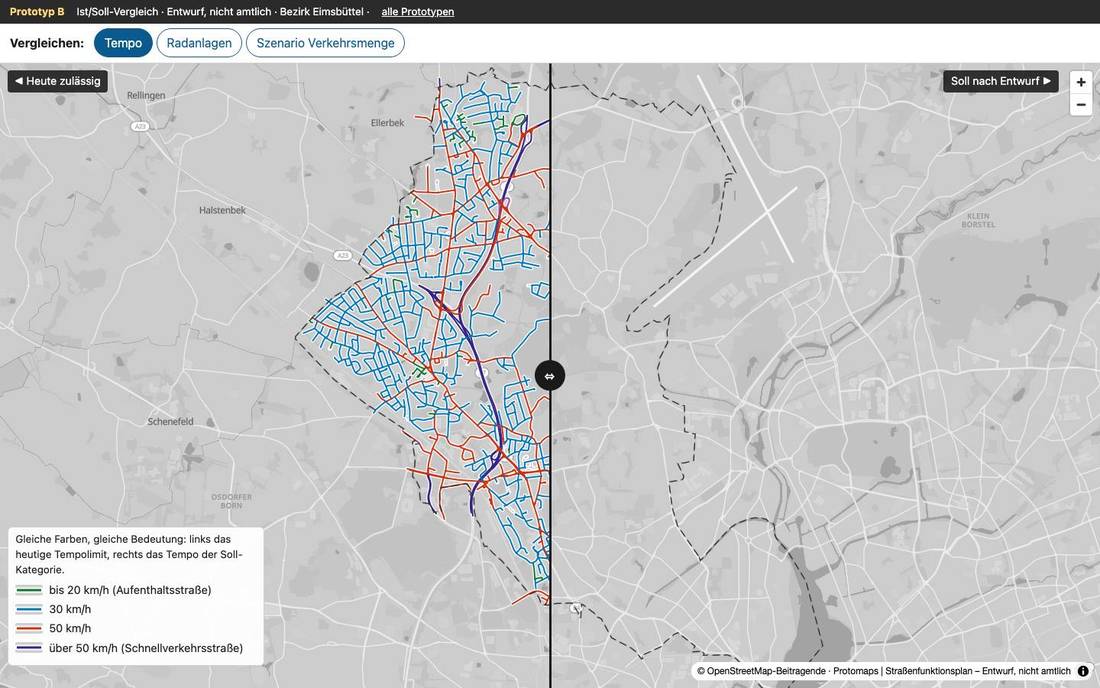 Prototyp B Ist/Soll-Vergleich · Entwurf, nicht amtlich · Bezirk Eimsbüttel · alle Prototypen
Vergleichen: Tempo Radanlagen Szenario Verkehrsmenge
◀ Heute zulässig
Soll nach Entwurf ▶
+
−
Rellingen
A23
Ellerbek
Halstenbek
KLEIN
BORSTEL
A23
Schenefeld
OSDORFER
BORN
Gleiche Farben, gleiche Bedeutung: links das
heutige Tempolimit, rechts das Tempo der Soll-
Kategorie.
bis 20 km/h (Aufenthaltsstraße)
30 km/h
50 km/h
über 50 km/h (Schnellverkehrsstraße)
© OpenStreetMap-Beitragende · Protomaps | Straßenfunktionsplan – Entwurf, nicht amtlich